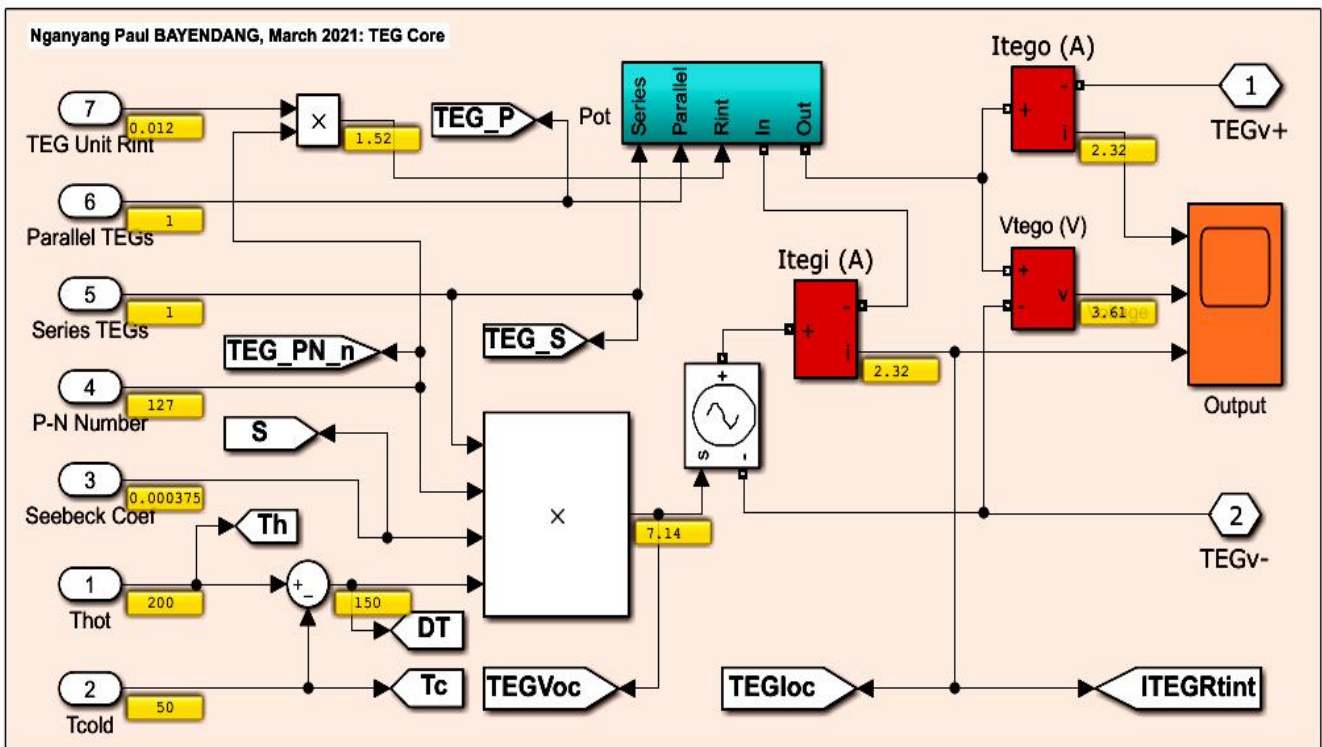 Nganyang Paul BAYENDANG, March 2021: TEG Core
7
0.012
TEG Unit Rint
×
1.52
TEG_P
Pot
Series
Parallel
Rint
In
Out
Itego (A)
+
-
i
2.32
1
TEGv+
6
1
Parallel TEGs
5
1
Series TEGs
TEG_PN_n
TEG_S
Itegi (A)
+
-
i
2.32
Vtego (V)
+
-
v
3.61
Output
4
127
P-N Number
S
3
0.000375
Seebeck Coef
Th
×
7.14
+
s
-
2
TEGv-
1
200
Thot
+
-
150
DT
2
50
Tcold
Tc
TEGVoc
TEGIoc
ITEGRtint